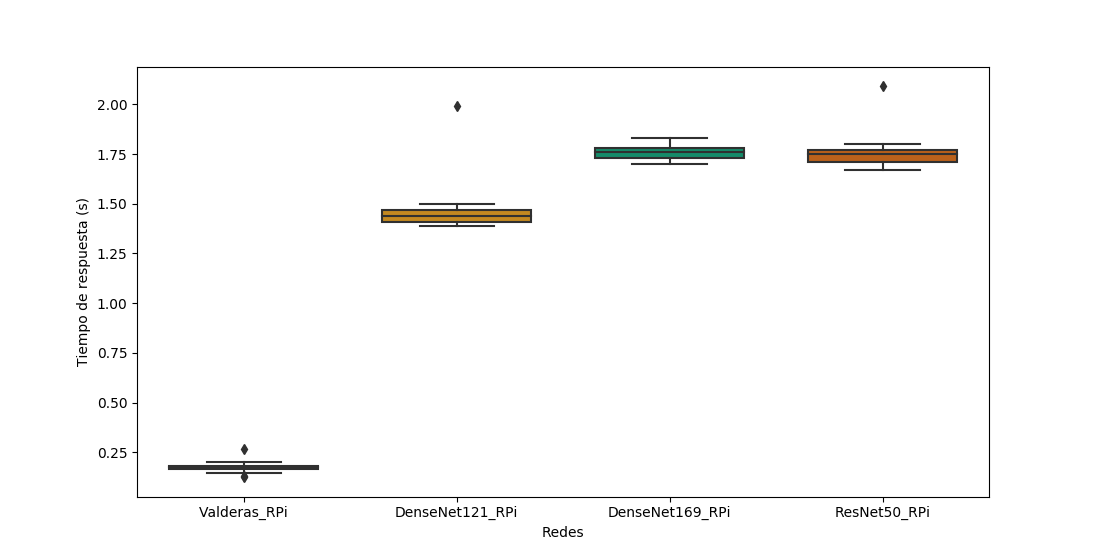 Tiempo de respuesta (s)
2.00
1.75
1.50
1.25
1.00
0.75
0.50
0.25
Valderas_RPi
DenseNet121_RPi
DenseNet169_RPi
ResNet50_RPi
Redes